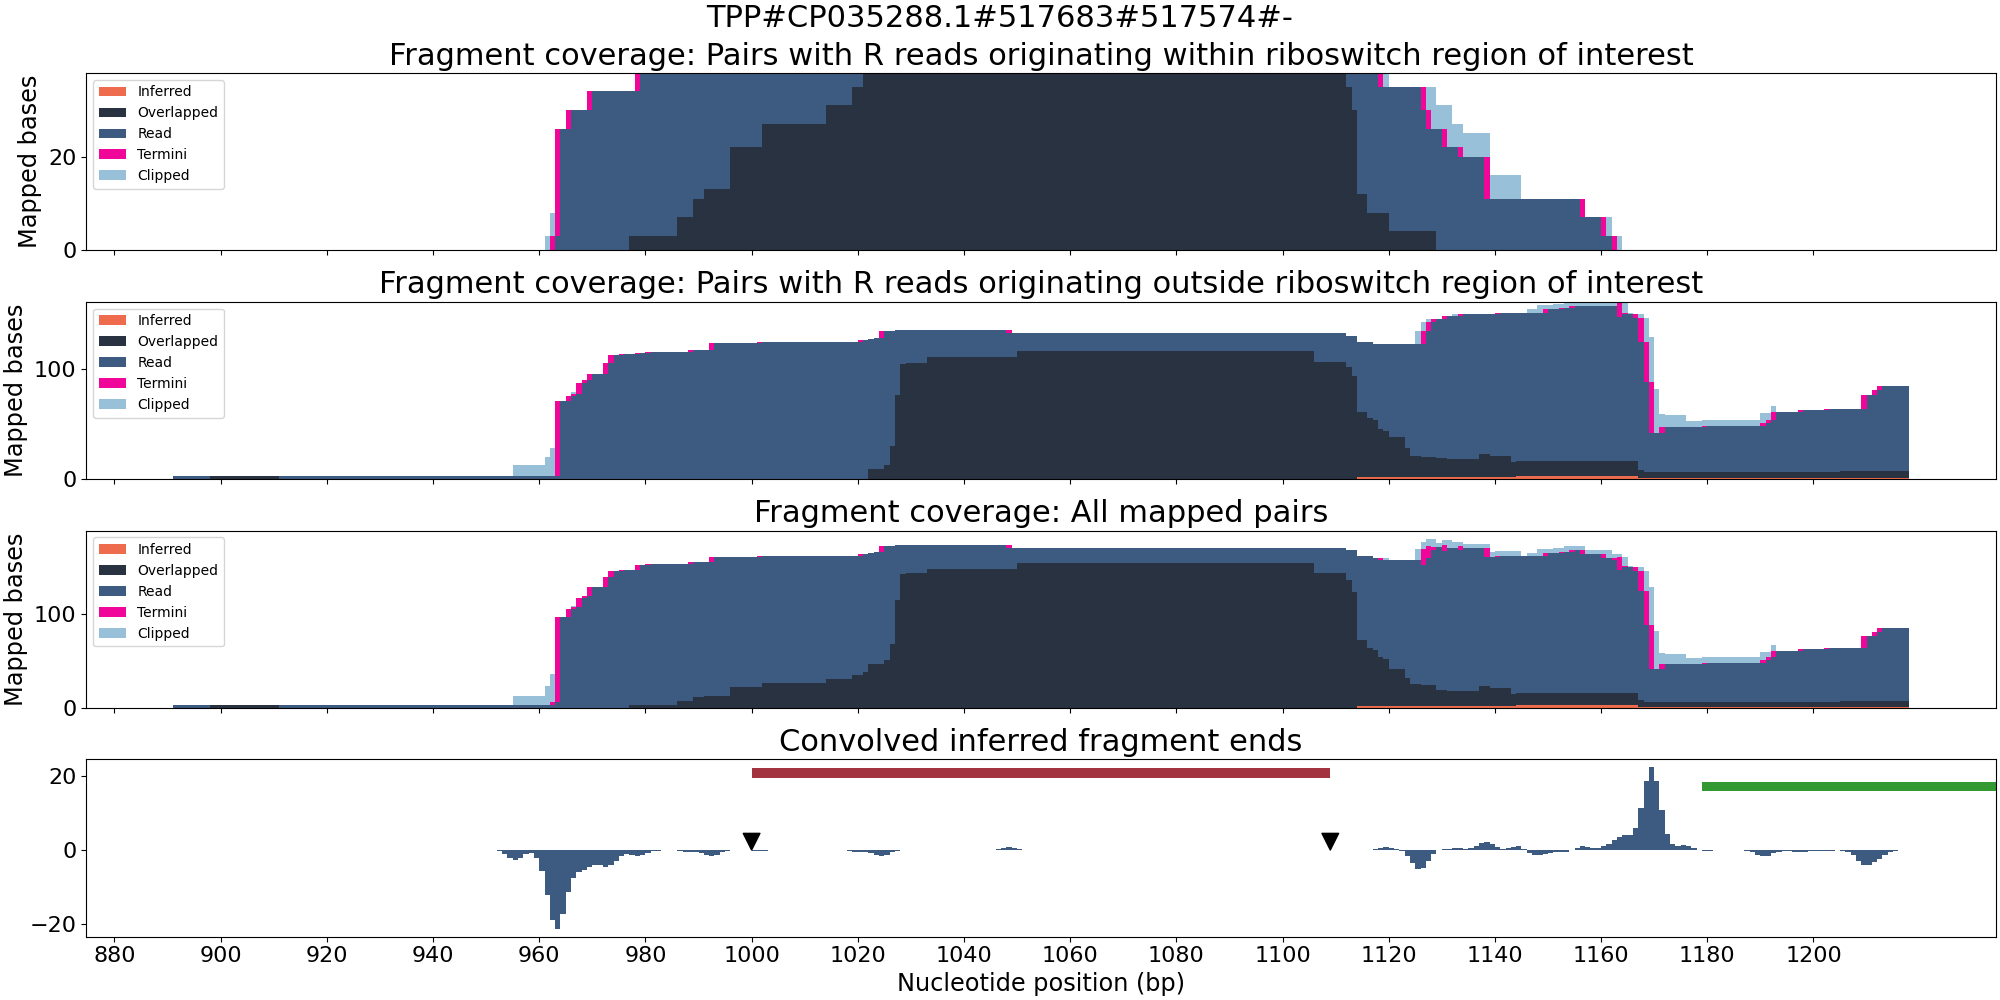 TPP#CP035288.1#517683#517574#-
Fragment coverage: Pairs with R reads originating within riboswitch region of interest
Mapped bases
20
0
Inferred
Overlapped
Read
Termini
Clipped
Fragment coverage: Pairs with R reads originating outside riboswitch region of interest
Mapped bases
100
0
Inferred
Overlapped
Read
Termini
Clipped
Fragment coverage: All mapped pairs
Mapped bases
100
0
Inferred
Overlapped
Read
Termini
Clipped
Convolved inferred fragment ends
20
0
−20
880 900 920 940 960 980 1000 1020 1040 1060 1080 1100 1120 1140 1160 1180 1200
Nucleotide position (bp)